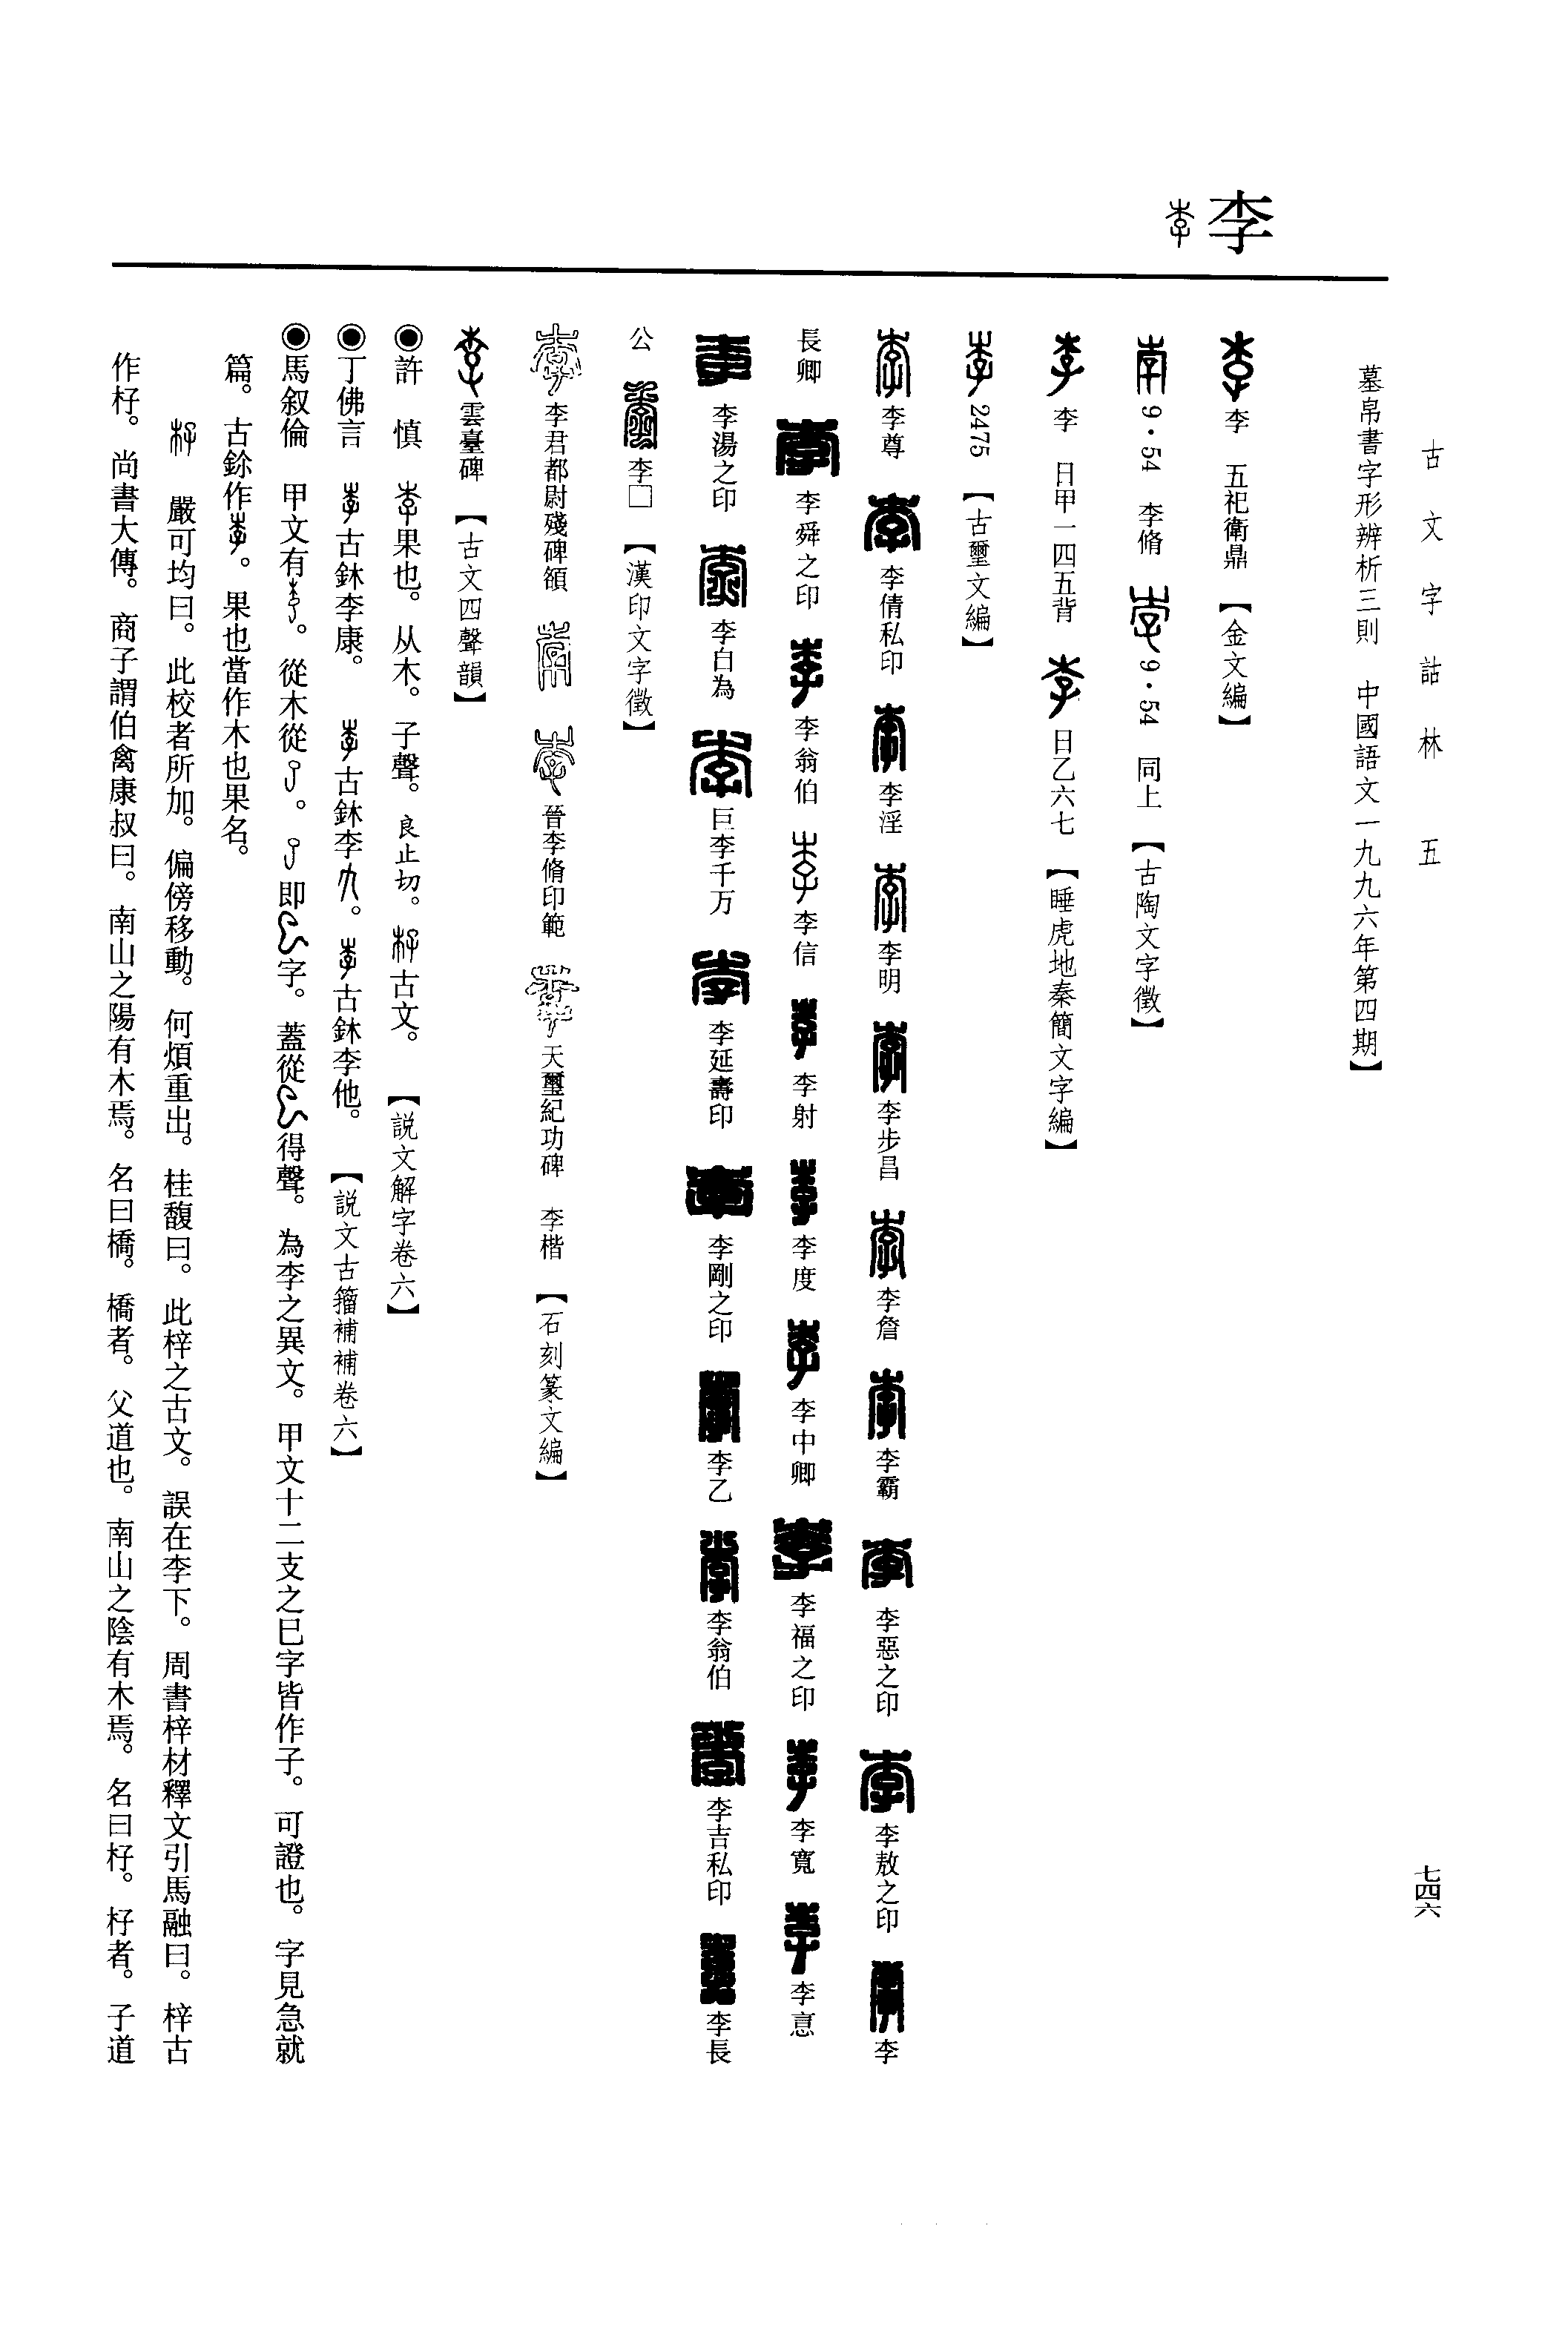 古文字詁林 五
七四六
墓帛書字形辨析三則 中國語文一九九六年第四期】
李
李 五祀衛鼎 【金文編】
9·54 李脩 9·54 同上 【古陶文字徵】
李 日甲一四五背 日乙六七 【睡虎地秦簡文字編】
2475 【古璽文編】
李尊 李倩私印 李淫 李明 李步昌 李詹 李霸 李惡之印 李敖之印 李
長卿 李舜之印 李翁伯 李信 李射 李度 李中卿 李福之印 李寬 李意
李湯之印 李白為 巨李千万 李延壽印 李剛之印 李乙 李翁伯 李吉私印 李長
公 李□ 【漢印文字徵】
李君都尉殘碑領 晉李脩印範 天璽紀功碑 李楷 【石刻篆文編】
雲臺碑 【古文四聲韻】
◉許 慎 果也。从木。子聲。良止切。古文。 【説文解字卷六】
◉丁佛言 古鉢李康。 古鉢李。古鉢李他。 【説文古籀補補卷六】
◉馬叙倫 甲文有。從木從。即字。蓋從得聲。為李之異文。甲文十二支之巳字皆作子。可證也。字見急就
篇。古鉨作。果也當作木也果名。
嚴可均曰。此校者所加。偏傍移動。何煩重出。桂馥曰。此梓之古文。誤在李下。周書梓材釋文引馬融曰。梓古
作杍。尚書大傳。商子謂伯禽康叔曰。南山之陽有木焉。名曰橋。橋者。父道也。南山之陰有木焉。名曰杍。杍者。子道